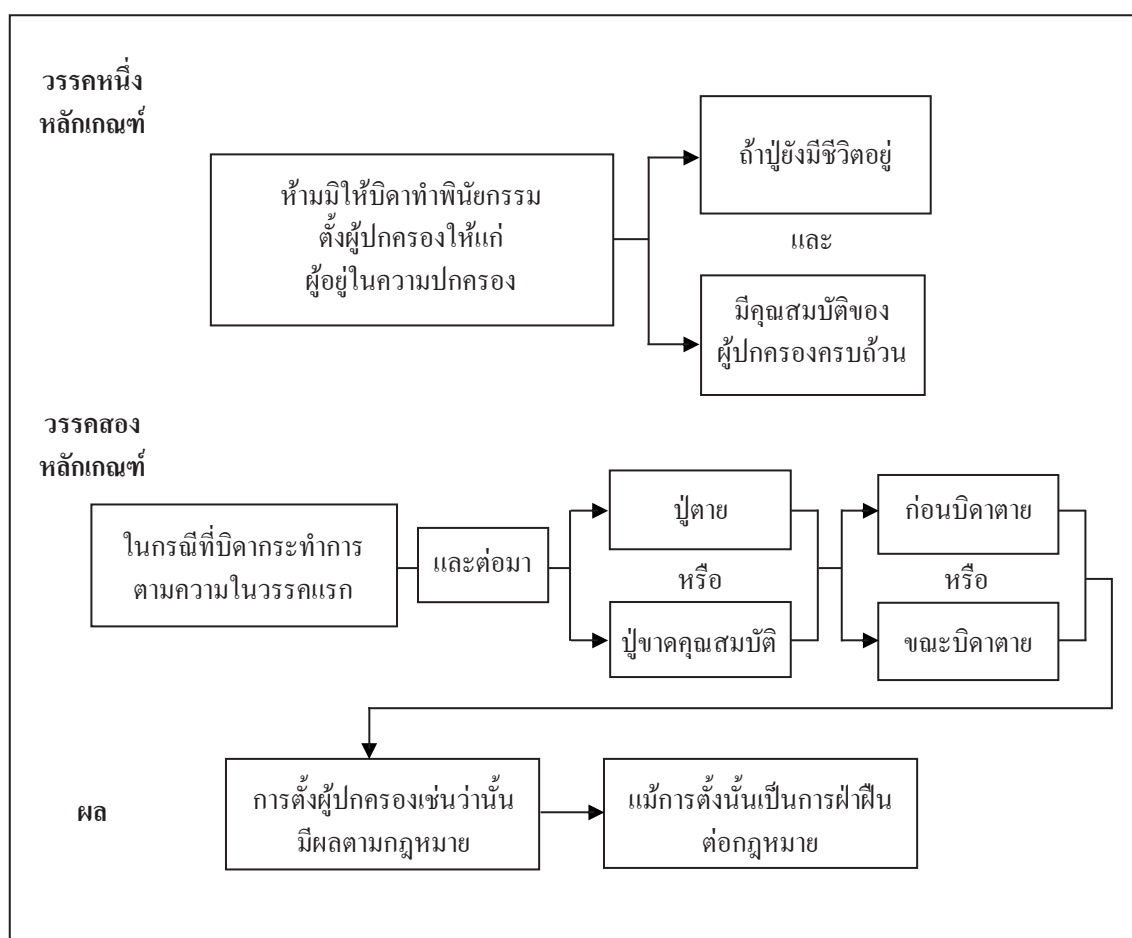 วรรคหนึ่ง
หลักเกณฑ์
ห้ามมิให้บิดาทำพินัยกรรม
ตั้งผู้ปกครองให้แก่
ผู้อยู่ในความปกครอง
ถ้าปู่ยังมีชีวิตอยู่
และ
มีคุณสมบัติของ
ผู้ปกครองครบถ้วน
วรรคสอง
หลักเกณฑ์
ในกรณีที่บิดากระทำการ
ตามความในวรรคแรก
และต่อมา
ปู่ตาย
หรือ
ปู่ขาดคุณสมบัติ
ก่อนบิดาตาย
หรือ
ขณะบิดาตาย
ผล
การตั้งผู้ปกครองเช่นว่านั้น
มีผลตามกฎหมาย
แม้การตั้งนั้นเป็นการฝ่าฝืน
ต่อกฎหมาย